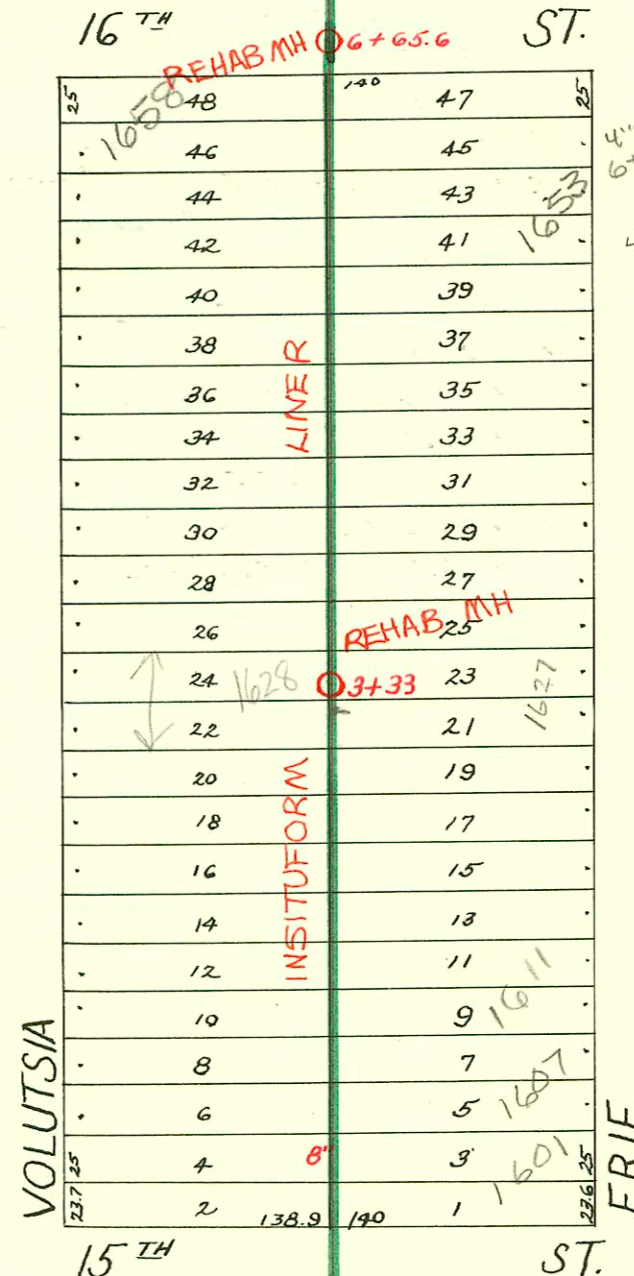 16TH ST.
REHAB MH 6+65.6
25 48 140 47 25
1658
46 45
44 43
1653
42 41
40 39
38 37
36 35
34 33
32 31
30 29
28 27
26 25
REHAB MH
24 1628 3+33 23
1627
22 21
20 19
18 17
16 15
14 13
12 11
1611
10 9
8 7
1607
6 5
25 4 8" 3 25
1601
23.7 2 138.9 140 1 23.6
15TH ST.
LINER
INSITUFORM
VOLUTSIA
ERIE